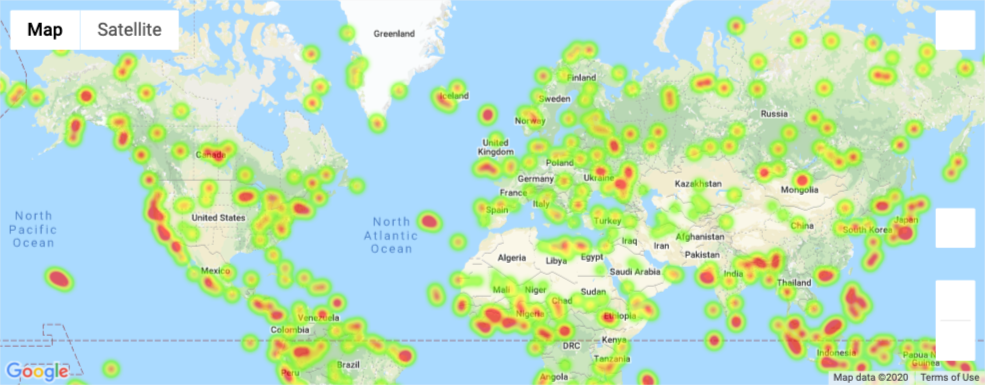 Map
Satellite
Greenland
Iceland
Finland
Sweden
Norway
Russia
United
Kingdom
Canada
Poland
Germany
Ukraine
France
Kazakhstan
Mongolia
Spain
Italy
Turkey
North
Pacific
Ocean
United States
North
Atlantic
Ocean
Afghanistan
China
South Korea
Japan
Iraq
Iran
Pakistan
Algeria
Libya
Egypt
Saudi Arabia
India
Mexico
Mali
Niger
Sudan
Chad
Thailand
Venezuela
Nigeria
Ethiopia
Colombia
DRC
Kenya
Indonesia
Papua N
Guinea
Tanzania
Brazil
Peru
Angola
Google
Map data ©2020
Terms of Use